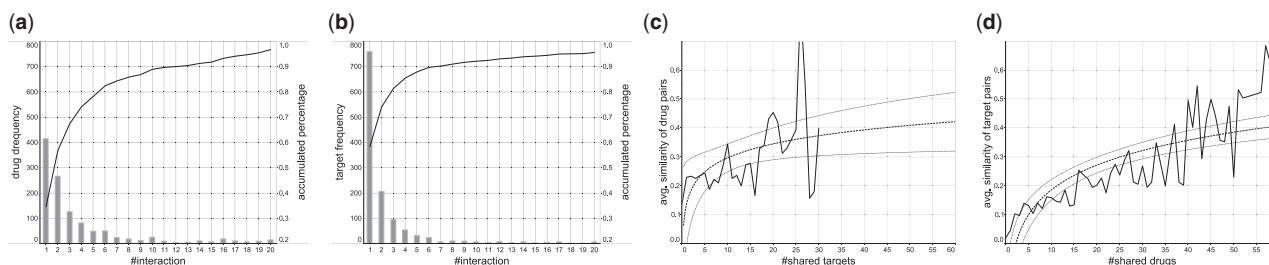 (a)
drug drequency
800
700
600
500
400
300
200
100
0
1.0
0.9
0.8
0.7
0.6
0.5
0.4
0.3
0.2
accumulated percentage
1 2 3 4 5 6 7 8 9 10 11 12 13 14 15 16 17 18 19 20
#interaction
(b)
target frequency
800
700
600
500
400
300
200
100
0
1.0
0.9
0.8
0.7
0.6
0.5
0.4
0.3
0.2
accumulated percentage
1 2 3 4 5 6 7 8 9 10 11 12 13 14 15 16 17 18 19 20
#interaction
(c)
avg. similarity of drug pairs
0.6
0.5
0.4
0.3
0.2
0.1
0.0
5 10 15 20 25 30 35 40 45 50 55 60
#shared targets
(d)
avg. similarity of target pairs
0.6
0.5
0.4
0.3
0.2
0.1
0.0
5 10 15 20 25 30 35 40 45 50 55
#shared drugs